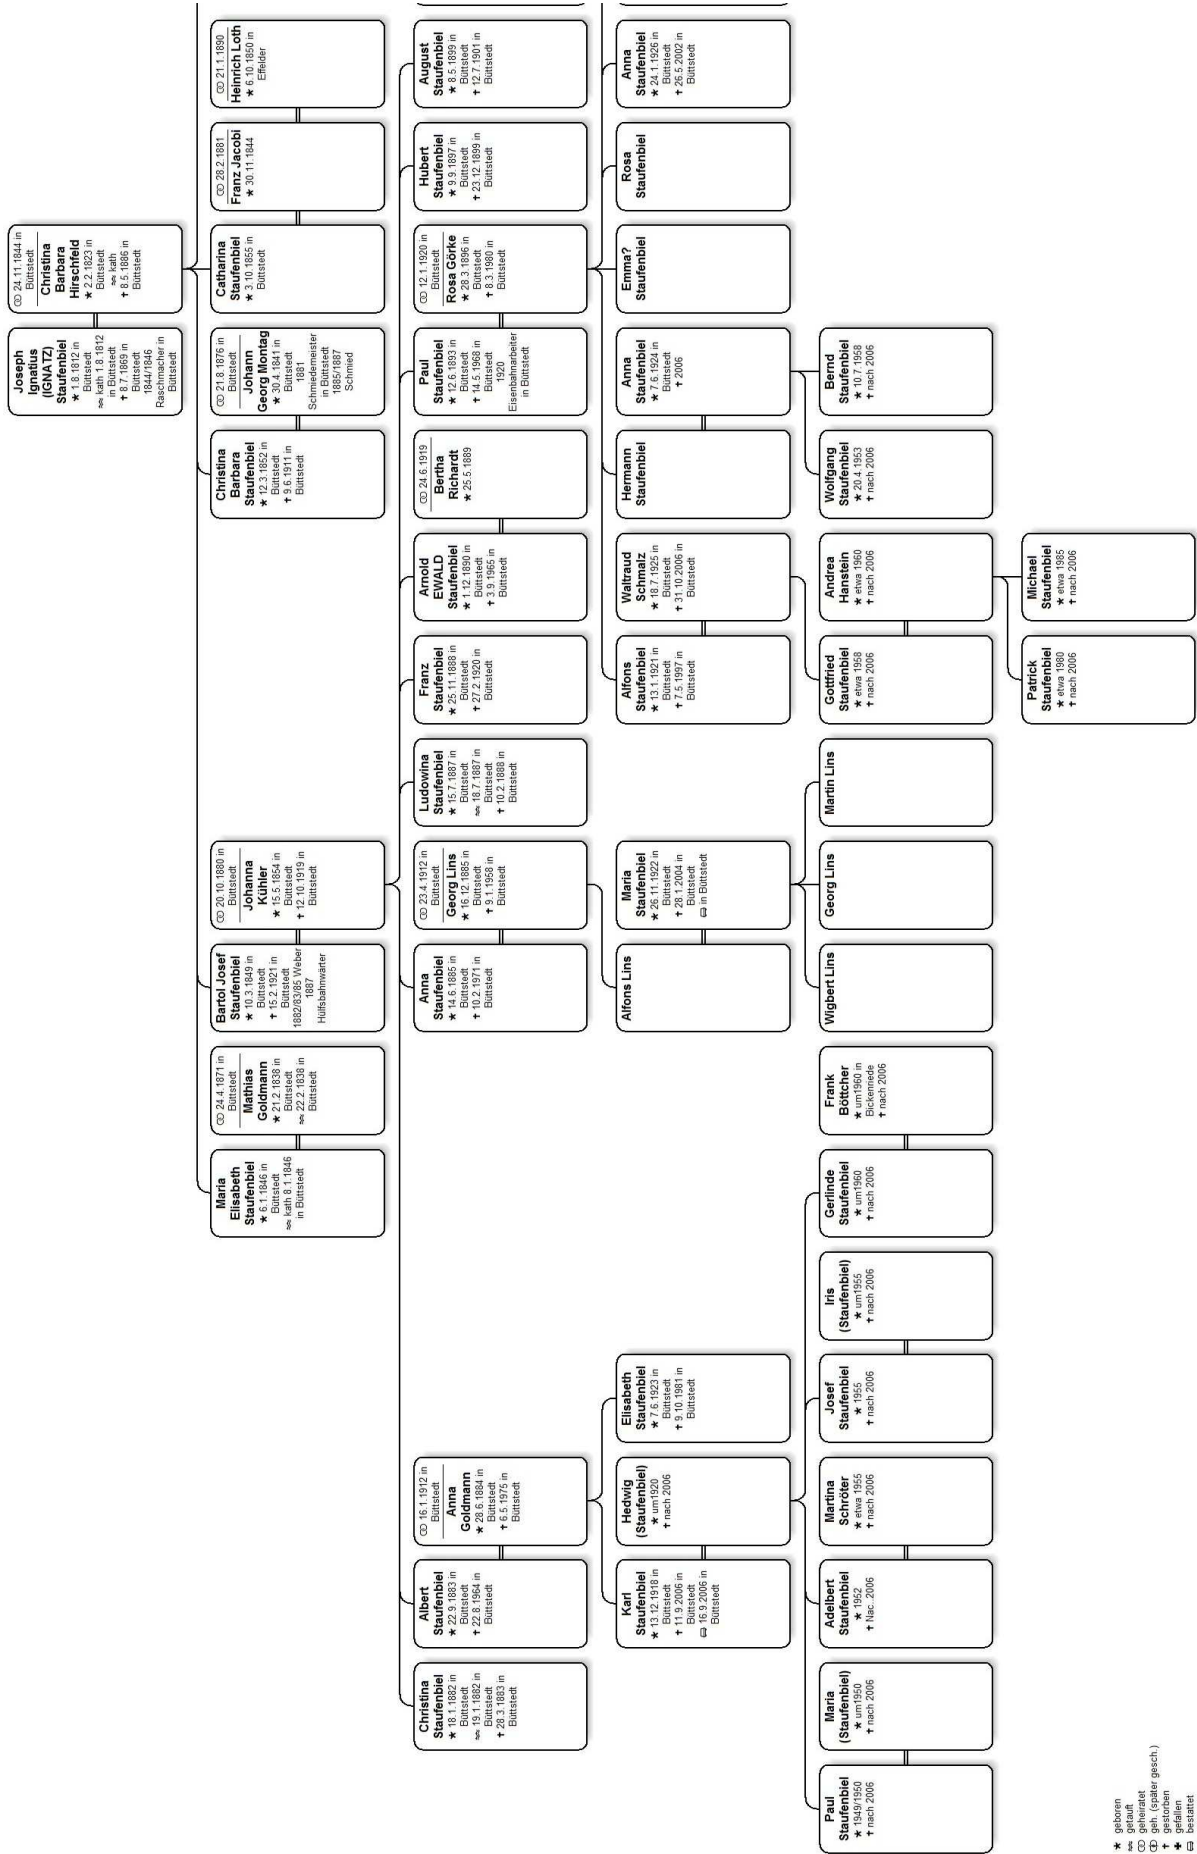 Joseph
Ignatius
(IGNATZ)
Staufenbiel
★ 1.8.1812 in
Büttstedt
≈ kath 1.8.1812
in Büttstedt
† 8.7.1869 in
Büttstedt
1844/1846
Raschmacher in
Büttstedt
⚭ 24.11.1844 in
Büttstedt
Christina
Barbara
Hirschfeld
★ 2.2.1823 in
Büttstedt
≈ kath
† 8.5.1886 in
Büttstedt
Maria
Elisabeth
Staufenbiel
★ 6.1.1846 in
Büttstedt
≈ kath 8.1.1846
in Büttstedt
⚭ 24.4.1871 in
Büttstedt
Mathias
Goldmann
★ 21.2.1838 in
Büttstedt
≈ 22.2.1838 in
Büttstedt
Bartol Josef
Staufenbiel
★ 10.3.1849 in
Büttstedt
† 15.2.1921 in
Büttstedt
1882/83/85 Weber
1887
Hülfsbahnwärter
⚭ 20.10.1880 in
Büttstedt
Johanna
Kühler
★ 15.5.1854 in
Büttstedt
† 12.10.1919 in
Büttstedt
Christina
Barbara
Staufenbiel
★ 12.3.1852 in
Büttstedt
† 9.6.1911 in
Büttstedt
⚭ 21.8.1876 in
Büttstedt
Johann
Georg Montag
★ 30.4.1841 in
Büttstedt
1881
Schmiedemeister
in Büttstedt
1885/1887
Schmied
Catharina
Staufenbiel
★ 3.10.1855 in
Büttstedt
⚭ 28.2.1881
Franz Jacobi
★ 30.11.1844
⚭ 21.1.1890
Heinrich Loth
★ 6.10.1850 in
Effelder
Christina
Staufenbiel
★ 18.1.1882 in
Büttstedt
≈ 19.1.1882 in
Büttstedt
† 28.3.1883 in
Büttstedt
Albert
Staufenbiel
★ 22.9.1883 in
Büttstedt
† 22.8.1964 in
Büttstedt
⚭ 16.1.1912 in
Büttstedt
Anna
Goldmann
★ 28.6.1884 in
Büttstedt
† 6.5.1975 in
Büttstedt
Anna
Staufenbiel
★ 14.6.1885 in
Büttstedt
† 10.2.1971 in
Büttstedt
⚭ 23.4.1912 in
Büttstedt
Georg Lins
★ 16.12.1885 in
Büttstedt
† 9.1.1958 in
Büttstedt
Ludowina
Staufenbiel
★ 15.7.1887 in
Büttstedt
≈ 18.7.1887 in
Büttstedt
† 10.2.1888 in
Büttstedt
Franz
Staufenbiel
★ 25.11.1888 in
Büttstedt
† 27.2.1920 in
Büttstedt
Arnold
EWALD
Staufenbiel
★ 1.12.1890 in
Büttstedt
† 3.9.1965 in
Büttstedt
⚭ 24.6.1919
Bertha
Richardt
★ 25.5.1889
Paul
Staufenbiel
★ 12.6.1893 in
Büttstedt
† 14.5.1968 in
Büttstedt
1920
Eisenbahnarbeiter
in Büttstedt
⚭ 12.1.1920 in
Büttstedt
Rosa Görke
★ 28.3.1896 in
Büttstedt
† 8.3.1980 in
Büttstedt
Hubert
Staufenbiel
★ 9.9.1897 in
Büttstedt
† 23.12.1899 in
Büttstedt
August
Staufenbiel
★ 8.5.1899 in
Büttstedt
† 12.7.1901 in
Büttstedt
Karl
Staufenbiel
★ 13.12.1918 in
Büttstedt
† 11.9.2006 in
Büttstedt
⚰ 16.9.2006 in
Büttstedt
Hedwig
(Staufenbiel)
★ um1920
† nach 2006
Elisabeth
Staufenbiel
★ 7.6.1923 in
Büttstedt
† 9.10.1981 in
Büttstedt
Alfons Lins
Maria
Staufenbiel
★ 26.11.1922 in
Büttstedt
† 28.1.2004 in
Büttstedt
⚰ in Büttstedt
Alfons
Staufenbiel
★ 13.1.1921 in
Büttstedt
† 7.5.1997 in
Büttstedt
Waltraud
Schmalz
★ 18.7.1925 in
Büttstedt
† 31.10.2006 in
Büttstedt
Hermann
Staufenbiel
Anna
Staufenbiel
★ 7.6.1924 in
Büttstedt
† 2006
Emma?
Staufenbiel
Rosa
Staufenbiel
Anna
Staufenbiel
★ 24.1.1926 in
Büttstedt
† 26.5.2002 in
Büttstedt
Paul
Staufenbiel
★ 1949/1950
† nach 2006
Maria
(Staufenbiel)
★ um1950
† nach 2006
Adelbert
Staufenbiel
★ 1952
† Nac. 2006
Martina
Schröter
★ etwa 1955
† nach 2006
Josef
Staufenbiel
★ 1955
† nach 2006
Iris
(Staufenbiel)
★ um1955
† nach 2006
Gerlinde
Staufenbiel
★ um1960
† nach 2006
Frank
Böttcher
★ um1960 in
Bickenriede
† nach 2006
Wigbert Lins
Georg Lins
Martin Lins
Gottfried
Staufenbiel
★ etwa 1958
† nach 2006
Andrea
Hanstein
★ etwa 1960
† nach 2006
Wolfgang
Staufenbiel
★ 20.4.1953
† nach 2006
Bernd
Staufenbiel
★ 10.7.1958
† nach 2006
Patrick
Staufenbiel
★ etwa 1980
† nach 2006
Michael
Staufenbiel
★ etwa 1985
† nach 2006
★ geboren
≈ getauft
⚭ geheiratet
⚮ geh. (später gesch.)
† gestorben
✚ gefallen
⚰ bestattet